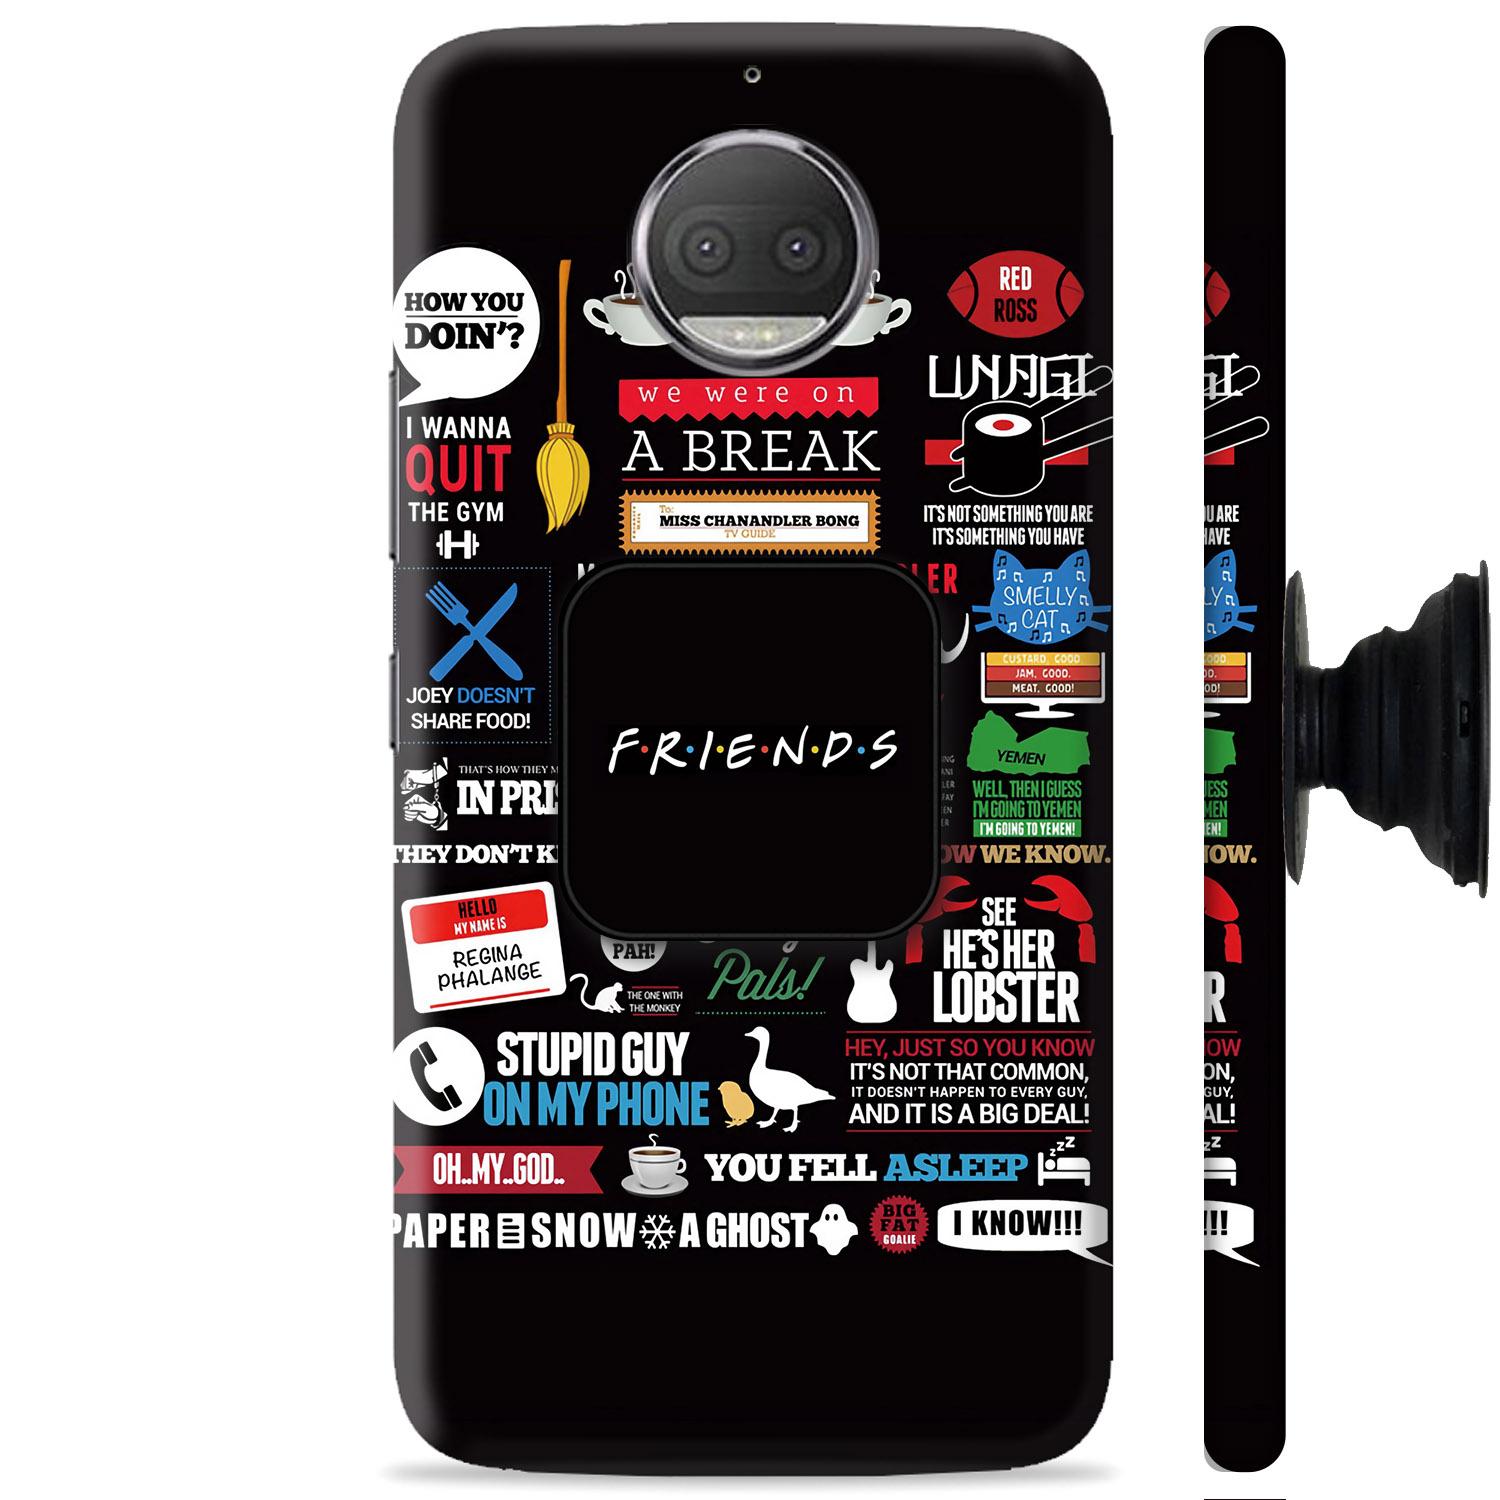 HOW YOU
DOIN'?
I WANNA
QUIT
THE GYM
we were on
A BREAK
To:
MISS CHANANDLER BONG
TV GUIDE
RED
ROSS
UNAGI
IT'S NOT SOMETHING YOU ARE
IT'S SOMETHING YOU HAVE
JOEY DOESN'T
SHARE FOOD!
SMELLY
CAT
CUSTARD, GOOD
JAM, GOOD.
MEAT, GOOD!
F·R·I·E·N·D·S
YEMEN
WELL, THEN I GUESS
I'M GOING TO YEMEN
I'M GOING TO YEMEN!
THAT'S HOW THEY
IN
THEY DON'T
WE KNOW.
HELLO
MY NAME IS
REGINA
PHALANGE
PAH!
THE ONE WITH
THE MONKEY
Pals!
SEE
HE'S HER
LOBSTER
STUPID GUY
ON MY PHONE
HEY, JUST SO YOU KNOW
IT'S NOT THAT COMMON,
IT DOESN'T HAPPEN TO EVERY GUY,
AND IT IS A BIG DEAL!
OH..MY..GOD..
YOU FELL ASLEEP
zzZ
PAPER SNOW A GHOST
BIG
FAT
GOALIE
I KNOW!!!